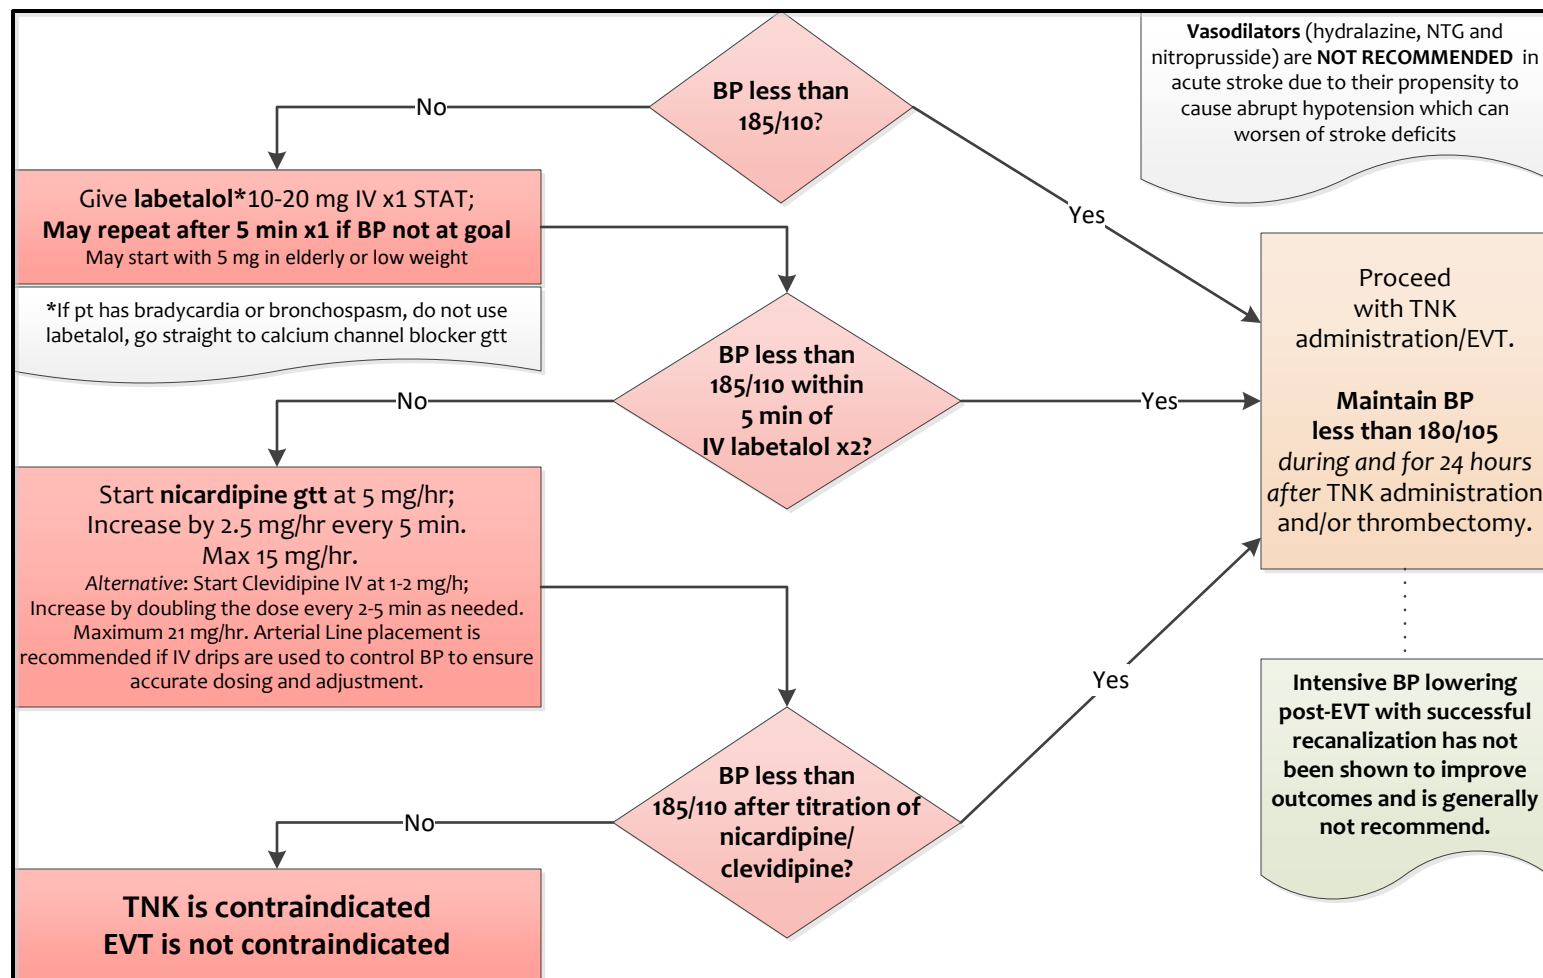 BP less than
185/110?
Vasodilators (hydralazine, NTG and
nitroprusside) are NOT RECOMMENDED in
acute stroke due to their propensity to
cause abrupt hypotension which can
worsen of stroke deficits
No
Yes
Give labetalol*10-20 mg IV x1 STAT;
May repeat after 5 min x1 if BP not at goal
May start with 5 mg in elderly or low weight
*If pt has bradycardia or bronchospasm, do not use
labetalol, go straight to calcium channel blocker gtt
BP less than
185/110 within
5 min of
IV labetalol x2?
No
Yes
Proceed
with TNK
administration/EVT.
Maintain BP
less than 180/105
during and for 24 hours
after TNK administration
and/or thrombectomy.
Start nicardipine gtt at 5 mg/hr;
Increase by 2.5 mg/hr every 5 min.
Max 15 mg/hr.
Alternative: Start Clevidipine IV at 1-2 mg/h;
Increase by doubling the dose every 2-5 min as needed.
Maximum 21 mg/hr. Arterial Line placement is
recommended if IV drips are used to control BP to ensure
accurate dosing and adjustment.
BP less than
185/110 after titration of
nicardipine/
clevidipine?
No
Yes
Intensive BP lowering
post-EVT with successful
recanalization has not
been shown to improve
outcomes and is generally
not recommend.
TNK is contraindicated
EVT is not contraindicated